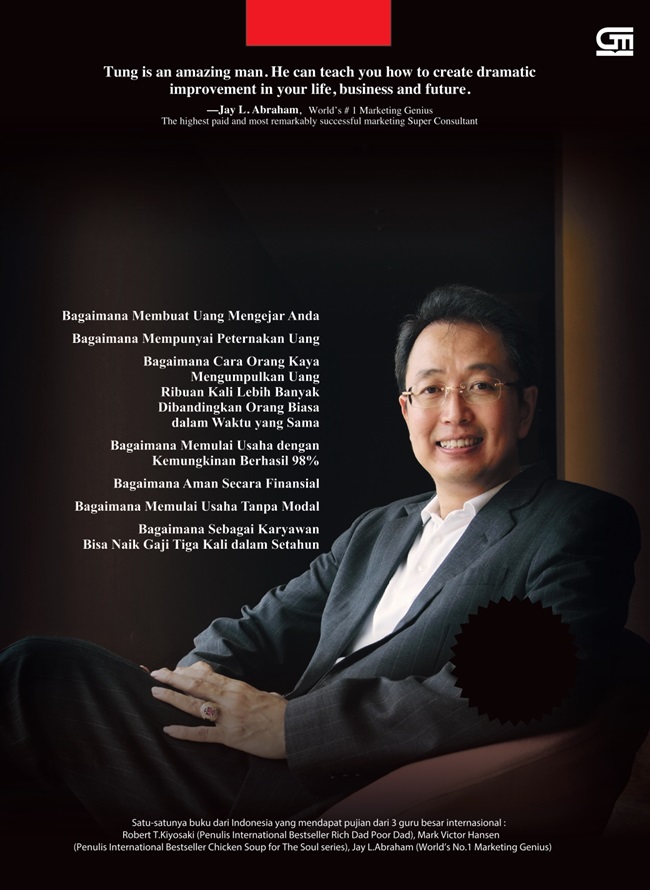 GM
Tung is an amazing man. He can teach you how to create dramatic
improvement in your life, business and future.
—Jay L. Abraham, World's # 1 Marketing Genius
The highest paid and most remarkably successful marketing Super Consultant
Bagaimana Membuat Uang Mengejar Anda
Bagaimana Mempunyai Peternakan Uang
Bagaimana Cara Orang Kaya
Mengumpulkan Uang
Ribuan Kali Lebih Banyak
Dibandingkan Orang Biasa
dalam Waktu yang Sama
Bagaimana Memulai Usaha dengan
Kemungkinan Berhasil 98%
Bagaimana Aman Secara Finansial
Bagaimana Memulai Usaha Tanpa Modal
Bagaimana Sebagai Karyawan
Bisa Naik Gaji Tiga Kali dalam Setahun
Satu-satunya buku dari Indonesia yang mendapat pujian dari 3 guru besar internasional :
Robert T.Kiyosaki (Penulis International Bestseller Rich Dad Poor Dad), Mark Victor Hansen
(Penulis International Bestseller Chicken Soup for The Soul series), Jay L.Abraham (World's No.1 Marketing Genius)